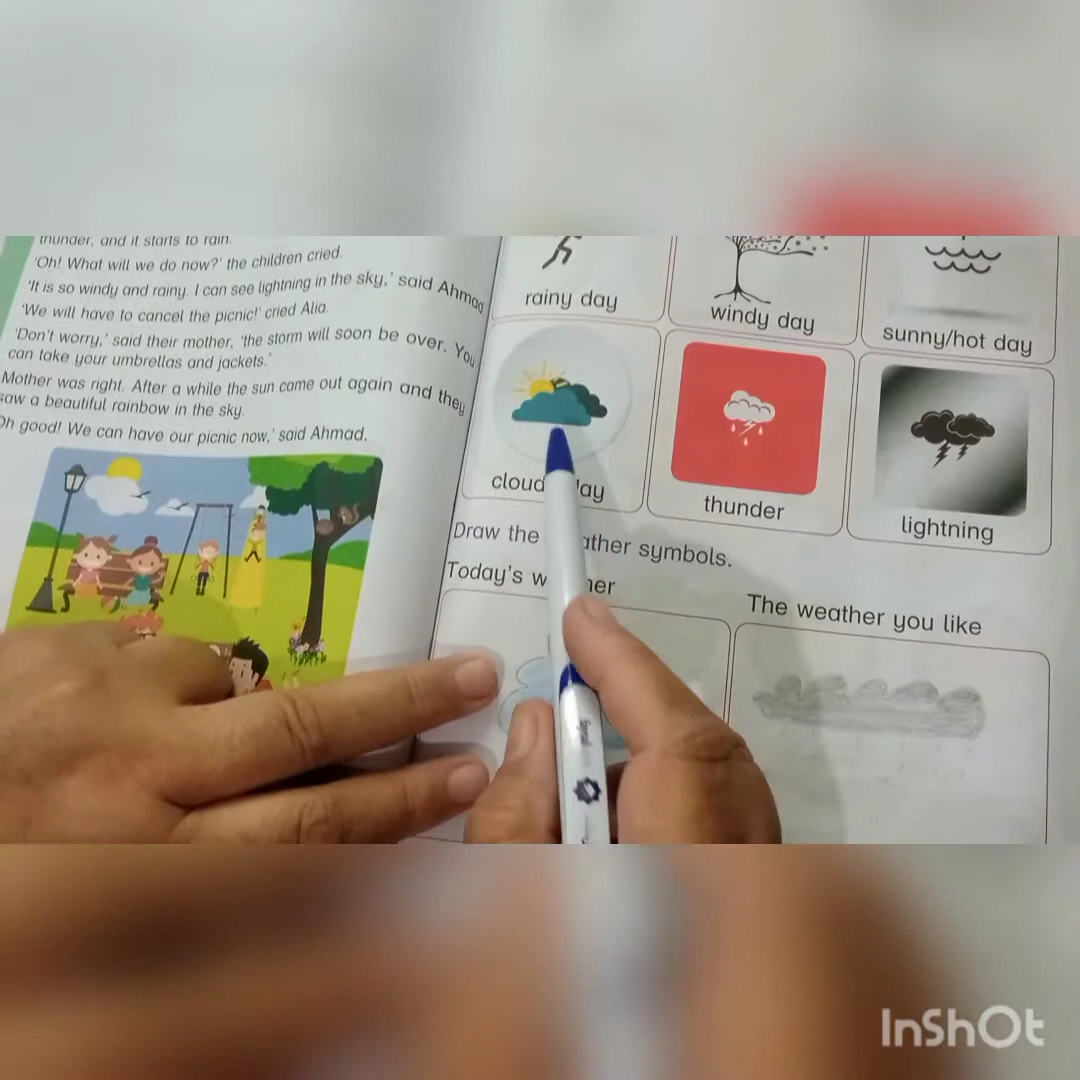 thunder, and it starts to rain.
'Oh! What will we do now?' the children cried.
'It is so windy and rainy. I can see lightning in the sky,' said Ahmad
'We will have to cancel the picnic!' cried Alia.
'Don't worry,' said their mother, 'the storm will soon be over. You
can take your umbrellas and jackets.'
Mother was right. After a while the sun came out again and they
saw a beautiful rainbow in the sky.
Oh good! We can have our picnic now,' said Ahmad.
rainy day
windy day
sunny/hot day
thunder
lightning
Draw the symbols.
Today's
The weather you like
InShOt